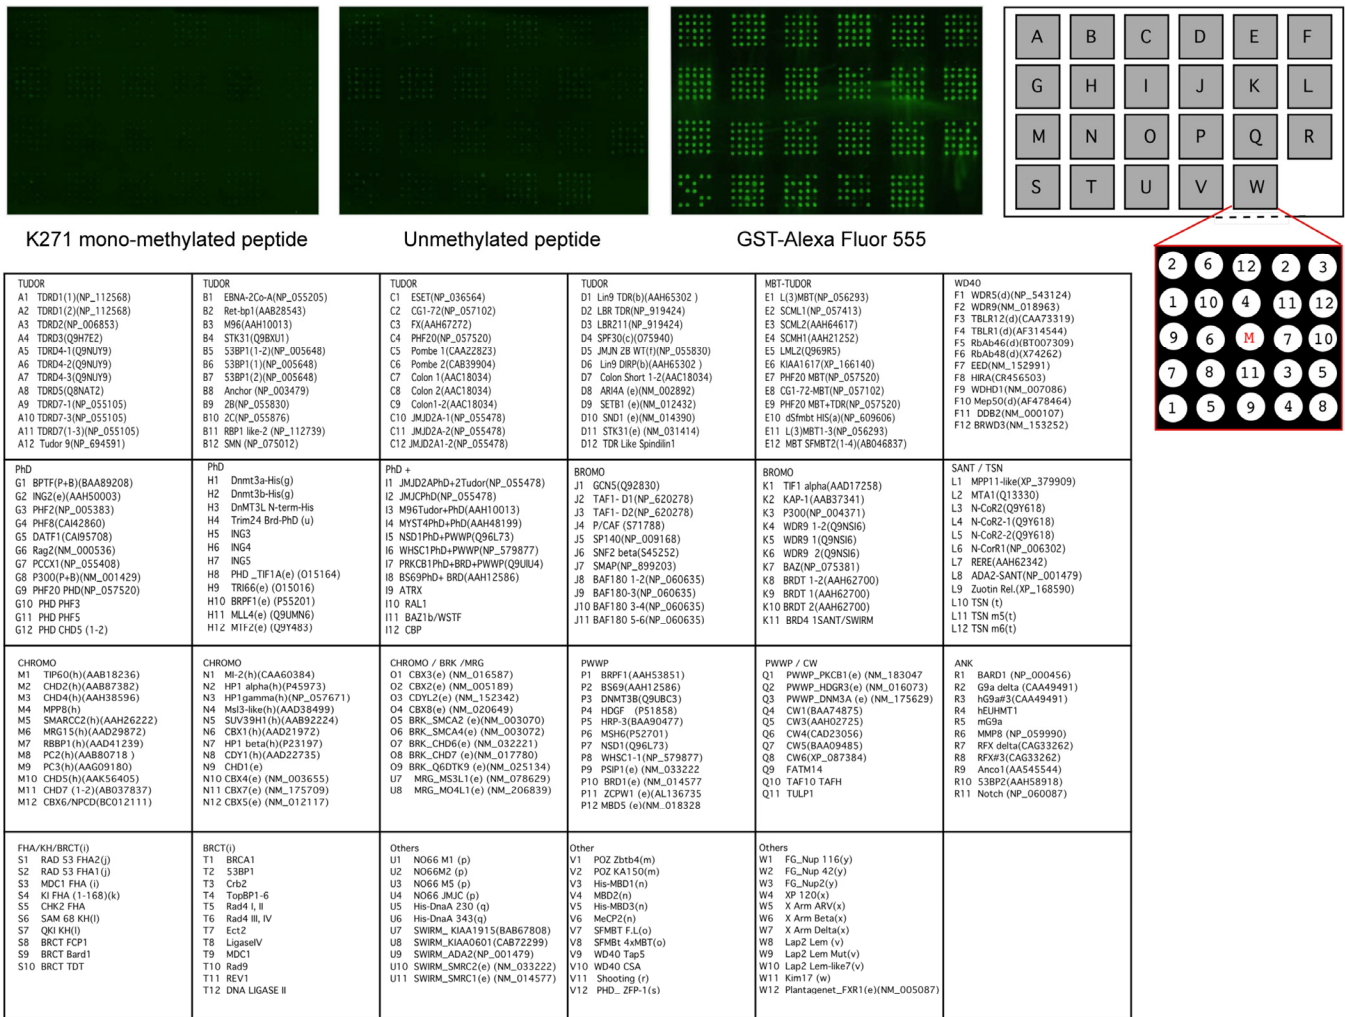 K271 mono-methylated peptide
Unmethylated peptide
GST-Alexa Fluor 555
A B C D E F
G H I J K L
M N O P Q R
S T U V W
2 6 12 2 3
1 10 4 11 12
9 6 M 7 10
7 8 11 3 5
1 5 9 4 8
TUDOR
A1 TDRD1(1)(NP_112568)
A2 TDRD1(2)(NP_112568)
A3 TDRD2(NP_006853)
A4 TDRD3(Q9H7E2)
A5 TDRD4-1(Q9NUY9)
A6 TDRD4-2(Q9NUY9)
A7 TDRD4-3(Q9NUY9)
A8 TDRD5(Q8NAT2)
A9 TDRD7-1(NP_055105)
A10 TDRD7-3(NP_055105)
A11 TDRD7(1-3)(NP_055105)
A12 Tudor 9(NP_694591)
TUDOR
B1 EBNA-2Co-A(NP_055205)
B2 Ret-bp1(AAB28543)
B3 M96(AAH10013)
B4 STK31(Q9BXU1)
B5 53BP1(1-2)(NP_005648)
B6 53BP1(1)(NP_005648)
B7 53BP1(2)(NP_005648)
B8 Anchor (NP_003479)
B9 2B(NP_055830)
B10 2C(NP_055876)
B11 RBP1 like-2 (NP_112739)
B12 SMN (NP_075012)
TUDOR
C1 ESET(NP_036564)
C2 CG1-72(NP_057102)
C3 FX(AAH67272)
C4 PHF20(NP_057520)
C5 Pombe 1(CAA22823)
C6 Pombe 2(CAB39904)
C7 Colon 1(AAC18034)
C8 Colon 2(AAC18034)
C9 Colon1-2(AAC18034)
C10 JMJD2A-1(NP_055478)
C11 JMJD2A-2(NP_055478)
C12 JMJD2A1-2(NP_055478)
TUDOR
D1 Lin9 TDR(b)(AAH65302 )
D2 LBR TDR(NP_919424)
D3 LBR211(NP_919424)
D4 SPF30(c)(O75940)
D5 JMJN 2B WT(f)(NP_055830)
D6 Lin9 DIRP(b)(AAH65302 )
D7 Colon Short 1-2(AAC18034)
D8 ARI4A (e)(NM_002892)
D9 SETB1 (e)(NM_012432)
D10 SND1 (e)(NM_014390)
D11 STK31(e) (NM_031414)
D12 TDR Like Spindilin1
MBT-TUDOR
E1 L(3)MBT(NP_056293)
E2 SCML1(NP_057413)
E3 SCML2(AAH64617)
E4 SCMH1(AAH21252)
E5 LML2(Q969R5)
E6 KIAA1617(XP_166140)
E7 PHF20 MBT(NP_057520)
E8 CG1-72-MBT(NP_057102)
E9 PHF20 MBT+TDR(NP_057520)
E10 dSfmbt HIS(a)(NP_609606)
E11 L(3)MBT1-3(NP_056293)
E12 MBT SFMBT2(1-4)(AB046837)
WD40
F1 WDR5(d)(NP_543124)
F2 WDR9(NM_018963)
F3 TBLR12(d)(CAA73319)
F4 TBLR1(d)(AF314544)
F5 RbAb46(d)(BT007309)
F6 RbAb48(d)(X74262)
F7 EED(NM_152991)
F8 HIRA(CR456503)
F9 WDHD1(NM_007086)
F10 Mep50(d)(AF478464)
F11 DDB2(NM_000107)
F12 BRWD3(NM_153252)
PhD
G1 BPTF(P+B)(BAA89208)
G2 ING2(e)(AAH50003)
G3 PHF2(NP_005383)
G4 PHF8(CAI42860)
G5 DATF1(CAI95708)
G6 Rag2(NM_000536)
G7 PCCX1(NP_055408)
G8 P300(P+B)(NM_001429)
G9 PHF20 PHD(NP_057520)
G10 PHD PHF3
G11 PHD PHF5
G12 PHD CHD5 (1-2)
PhD
H1 Dnmt3a-His(g)
H2 Dnmt3b-His(g)
H3 DnMT3L N-term-His
H4 Trim24 Brd-PhD (u)
H5 ING3
H6 ING4
H7 ING5
H8 PHD _TIF1A(e) (O15164)
H9 TRI66(e) (O15016)
H10 BRPF1(e) (P55201)
H11 MLL4(e) (Q9UMN6)
H12 MTF2(e) (Q9Y483)
PhD +
I1 JMJD2APhD+2Tudor(NP_055478)
I2 JMJCPhD(NP_055478)
I3 M96Tudor+PhD(AAH10013)
I4 MYST4PhD+PhD(AAH48199)
I5 NSD1PhD+PWWP(Q96L73)
I6 WHSC1PhD+PWWP(NP_579877)
I7 PRKCB1PhD+BRD+PWWP(Q9UIU4)
I8 BS69PhD+ BRD(AAH12586)
I9 ATRX
I10 RAL1
I11 BAZ1b/WSTF
I12 CBP
BROMO
J1 GCN5(Q92830)
J2 TAF1- D1(NP_620278)
J3 TAF1- D2(NP_620278)
J4 P/CAF (S71788)
J5 SP140(NP_009168)
J6 SNF2 beta(S45252)
J7 SMAP(NP_899203)
J8 BAF180 1-2(NP_060635)
J9 BAF180-3(NP_060635)
J10 BAF180 3-4(NP_060635)
J11 BAF180 5-6(NP_060635)
BROMO
K1 TIF1 alpha(AAD17258)
K2 KAP-1(AAB37341)
K3 P300(NP_004371)
K4 WDR9 1-2(Q9NSI6)
K5 WDR9 1(Q9NSI6)
K6 WDR9 2(Q9NSI6)
K7 BAZ(NP_075381)
K8 BRDT 1-2(AAH62700)
K9 BRDT 1(AAH62700)
K10 BRDT 2(AAH62700)
K11 BRD4 1SANT/SWIRM
SANT / TSN
L1 MPP11-like(XP_379909)
L2 MTA1(Q13330)
L3 N-CoR2(Q9Y618)
L4 N-CoR2-1(Q9Y618)
L5 N-CoR2-2(Q9Y618)
L6 N-CorR1(NP_006302)
L7 RERE(AAH62342)
L8 ADA2-SANT(NP_001479)
L9 Zuotin Rel.(XP_168590)
L10 TSN (t)
L11 TSN m5(t)
L12 TSN m6(t)
CHROMO
M1 TIP60(h)(AAB18236)
M2 CHD2(h)(AAB87382)
M3 CHD4(h)(AAH38596)
M4 MPP8(h)
M5 SMARCC2(h)(AAH26222)
M6 MRG15(h)(AAD29872)
M7 RBBP1(h)(AAD41239)
M8 PC2(h)(AAB80718 )
M9 PC3(h)(AAG09180)
M10 CHD5(h)(AAK56405)
M11 CHD7 (1-2)(AB037837)
M12 CBX6/NPCD(BC012111)
CHROMO
N1 MI-2(h)(CAA60384)
N2 HP1 alpha(h)(P45973)
N3 HP1gamma(h)(NP_057671)
N4 Msl3-like(h)(AAD38499)
N5 SUV39H1(h)(AAB92224)
N6 CBX1(h)(AAD21972)
N7 HP1 beta(h)(P23197)
N8 CDY1(h)(AAD22735)
N9 CHD1(e)
N10 CBX4(e) (NM_003655)
N11 CBX7(e) (NM_175709)
N12 CBX5(e) (NM_012117)
CHROMO / BRK /MRG
O1 CBX3(e) (NM_016587)
O2 CBX2(e) (NM_005189)
O3 CDYL2(e) (NM_152342)
O4 CBX8(e) (NM_020649)
O5 BRK_SMCA2 (e)(NM_003070)
O6 BRK_SMCA4(e) (NM_003072)
O7 BRK_CHD6(e) (NM_032221)
O8 BRK_CHD7 (e)(NM_017780)
O9 BRK_Q6DTK9 (e)(NM_025134)
U7 MRG_MS3L1(e) (NM_078629)
U8 MRG_MO4L1(e) (NM_206839)
PWWP
P1 BRPF1(AAH53851)
P2 BS69(AAH12586)
P3 DNMT3B(Q9UBC3)
P4 HDGF (P51858)
P5 HRP-3(BAA90477)
P6 MSH6(P52701)
P7 NSD1(Q96L73)
P8 WHSC1-1(NP_579877)
P9 PSIP1(e) (NM_033222
P10 BRD1(e) (NM_014577
P11 ZCPW1 (e)(AL136735
P12 MBD5 (e)(NM_018328
PWWP / CW
Q1 PWWP_PKCB1(e) (NM_183047
Q2 PWWP_HDGR3(e) (NM_016073)
Q3 PWWP_DNM3A (e) (NM_175629)
Q4 CW1(BAA74875)
Q5 CW3(AAH02725)
Q6 CW4(CAD23056)
Q7 CW5(BAA09485)
Q8 CW6(XP_087384)
Q9 FATM14
Q10 TAF10 TAFH
Q11 TULP1
ANK
R1 BARD1 (NP_000456)
R2 G9a delta (CAA49491)
R3 hG9a#3(CAA49491)
R4 hEUHMT1
R5 mG9a
R6 MMP8 (NP_059990)
R7 RFX delta(CAG33262)
R8 RFX#3(CAG33262)
R9 Anco1(AA545544)
R10 53BP2(AAH58918)
R11 Notch (NP_060087)
FHA/KH/BRCT(i)
S1 RAD 53 FHA2(j)
S2 RAD 53 FHA1(j)
S3 MDC1 FHA (i)
S4 KI FHA (1-168)(k)
S5 CHK2 FHA
S6 SAM 68 KH(l)
S7 QKI KH(l)
S8 BRCT FCP1
S9 BRCT Bard1
S10 BRCT TDT
BRCT(i)
T1 BRCA1
T2 53BP1
T3 Crb2
T4 TopBP1-6
T5 Rad4 I, II
T6 Rad4 III, IV
T7 Ect2
T8 LigaseIV
T9 MDC1
T10 Rad9
T11 REV1
T12 DNA LIGASE II
Others
U1 NO66 M1 (p)
U2 NO66M2 (p)
U3 NO66 M5 (p)
U4 NO66 JMJC (p)
U5 His-DnaA 230 (q)
U6 His-DnaA 343(q)
U7 SWIRM_ KIAA1915(BAB67808)
U8 SWIRM_KIAA0601(CAB72299)
U9 SWIRM_ADA2(NP_001479)
U10 SWIRM_SMRC2(e) (NM_033222)
U11 SWIRM_SMRC1(e) (NM_014577)
Other
V1 POZ Zbtb4(m)
V2 POZ KA150(m)
V3 His-MBD1(n)
V4 MBD2(n)
V5 His-MBD3(n)
V6 MeCP2(n)
V7 SFMBT F.L(o)
V8 SFMBt 4xMBT(o)
V9 WD40 Tap5
V10 WD40 CSA
V11 Shooting (r)
V12 PHD_ ZFP-1(s)
Others
W1 FG_Nup 116(y)
W2 FG_Nup 42(y)
W3 FG_Nup2(y)
W4 XP 120(x)
W5 X Arm ARV(x)
W6 X Arm Beta(x)
W7 X Arm Delta(x)
W8 Lap2 Lem (v)
W9 Lap2 Lem Mut(v)
W10 Lap2 Lem-like7(v)
W11 Kim17 (w)
W12 Plantagenet_FXR1(e)(NM_005087)